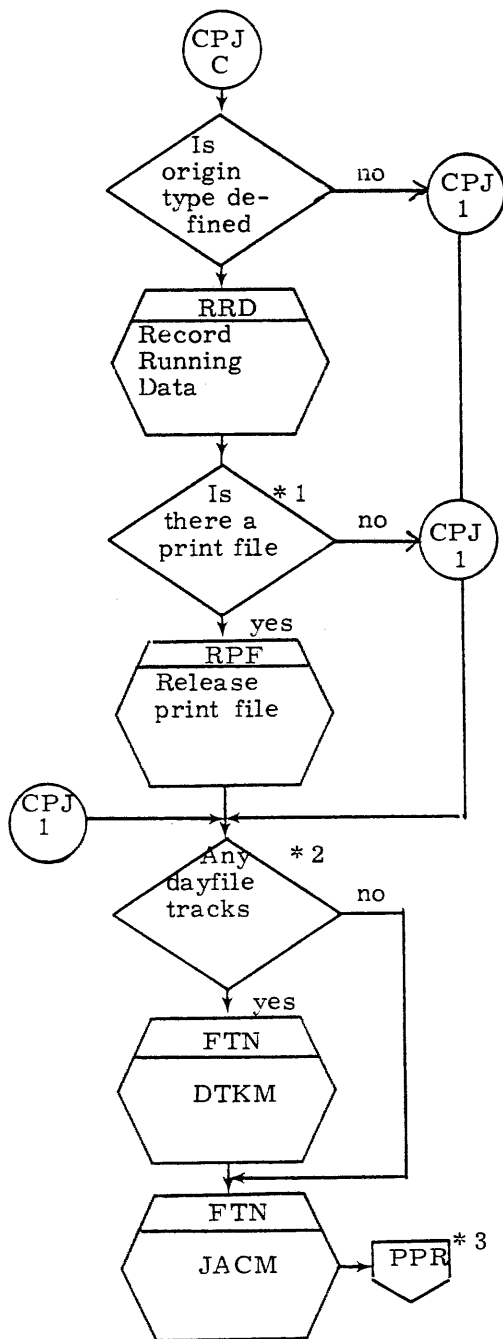 CPJ
C
Is
origin
type de-
fined
no
CPJ
1
RRD
Record
Running
Data
Is
there a
print file
* 1
no
CPJ
1
yes
RPF
Release
print file
CPJ
1
Any
dayfile
tracks
* 2
no
yes
FTN
DTKM
FTN
JACM
PPR
* 3